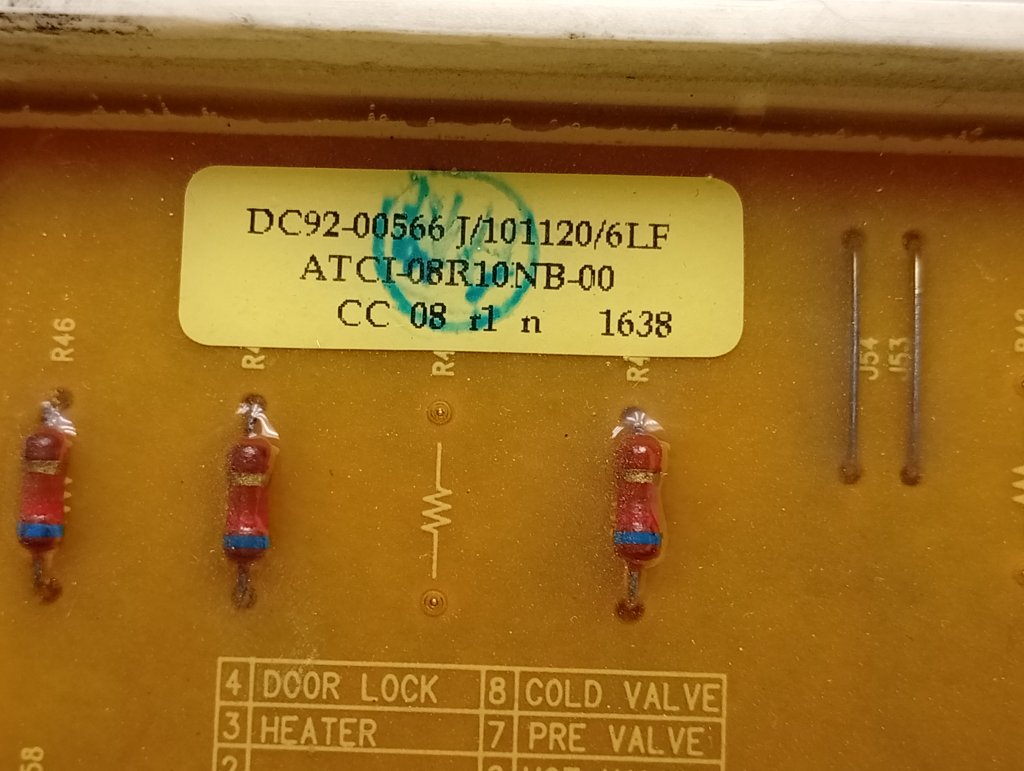 DC92-00566 J/101120/6LF
ATCI-08R10NB-00
CC 08 r1 n 1638
R46
J54
J53
4 DOOR LOCK 8 COLD VALVE
3 HEATER 7 PRE VALVE